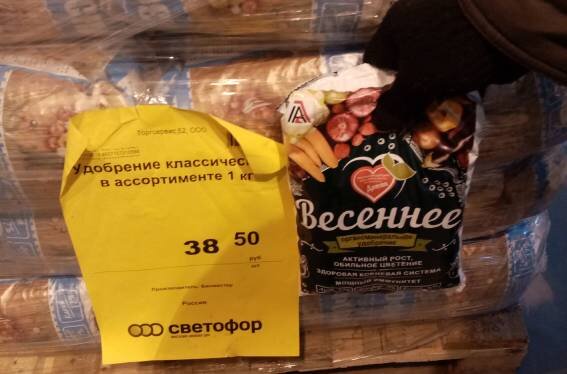 Торгсервис52, ООО
Удобрение классичес
в ассортименте 1 кг
38 50
руб
шт
Производитель: Биомастер
Россия
светофор
Весеннее
органоминеральное
удобрение
АКТИВНЫЙ РОСТ,
ОБИЛЬНОЕ ЦВЕТЕНИЕ
ЗДОРОВАЯ КОРНЕВАЯ СИСТЕМА
МОЩНЫЙ ИММУНИТЕТ